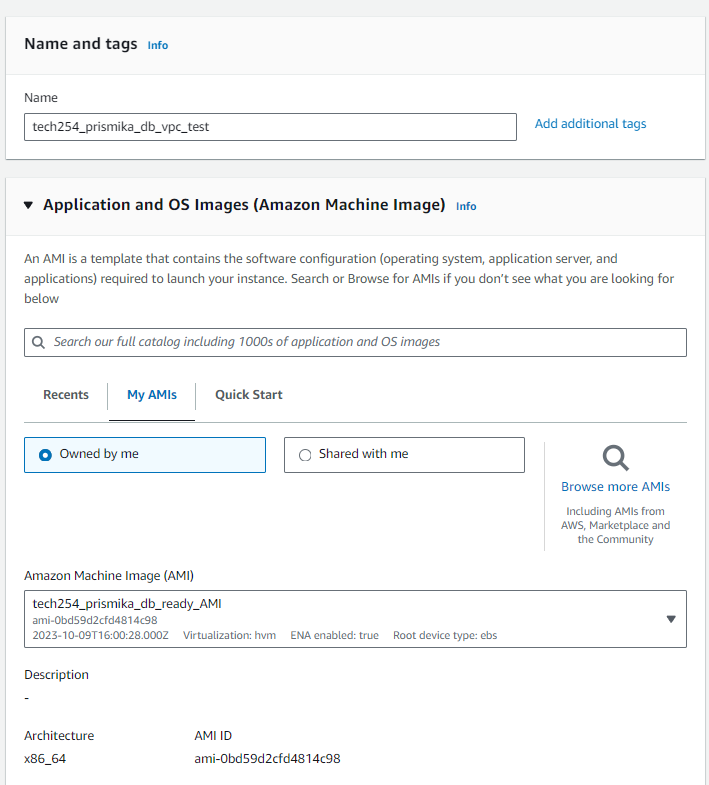 Name and tags Info
Name
tech254_prismika_db_vpc_test
Add additional tags
Application and OS Images (Amazon Machine Image) Info
An AMI is a template that contains the software configuration (operating system, application server, and
applications) required to launch your instance. Search or Browse for AMIs if you don't see what you are looking for
below
Search our full catalog including 1000s of application and OS images
Recents My AMIs Quick Start
Owned by me
Shared with me
Browse more AMIs
Including AMIs from
AWS, Marketplace and
the Community
Amazon Machine Image (AMI)
tech254_prismika_db_ready_AMI
ami-0bd59d2cfd4814c98
2023-10-09T16:00:28.000Z Virtualization: hvm ENA enabled: true Root device type: ebs
Description
-
Architecture AMI ID
x86_64 ami-0bd59d2cfd4814c98